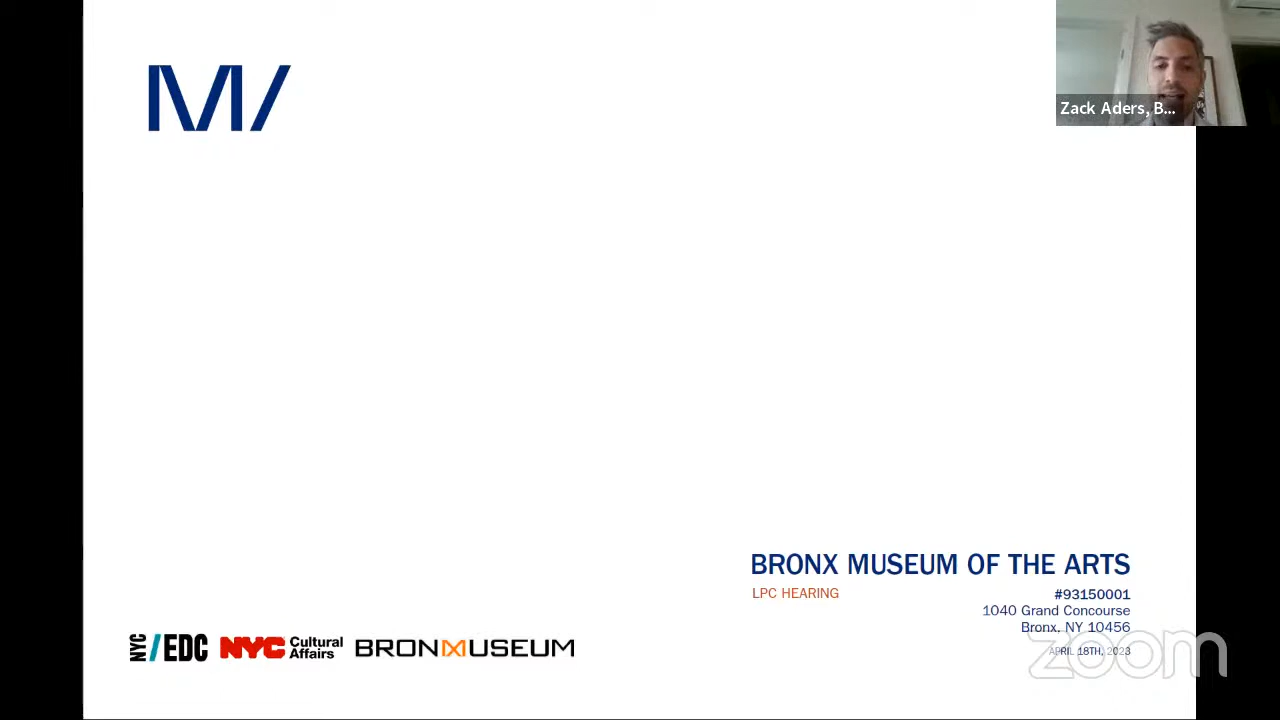 MV
Zack Aders, B...
BRONX MUSEUM OF THE ARTS
LPC HEARING
#93150001
1040 Grand Concourse
Bronx, NY 10456
APRIL 18TH, 2023
NYC/EDC
NYC Cultural Affairs
BRONXMUSEUM
zoom